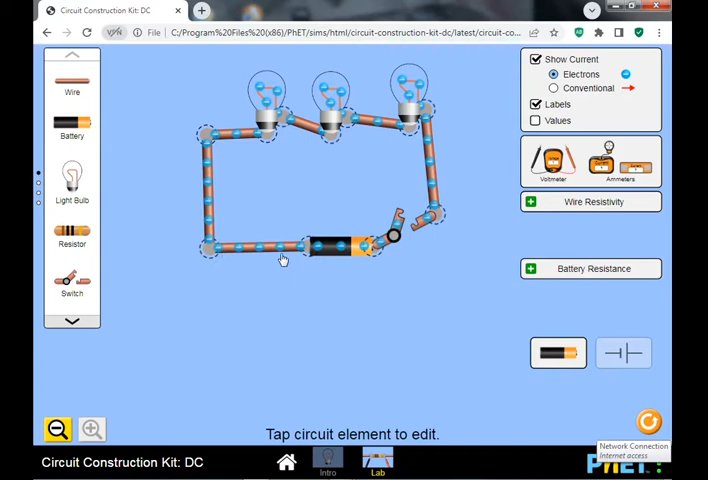 Circuit Construction Kit: DC
File
C:/Program%20Files%20(x86)/PhET/sims/html/circuit-construction-kit-dc/latest/circuit-co...
Wire
Battery
Light Bulb
Resistor
Switch
Show Current
Electrons
Conventional
Labels
Values
Voltmeter
Ammeters
Wire Resistivity
Battery Resistance
Tap circuit element to edit.
Network Connection
Internet access
Circuit Construction Kit: DC
Intro
Lab
PhET